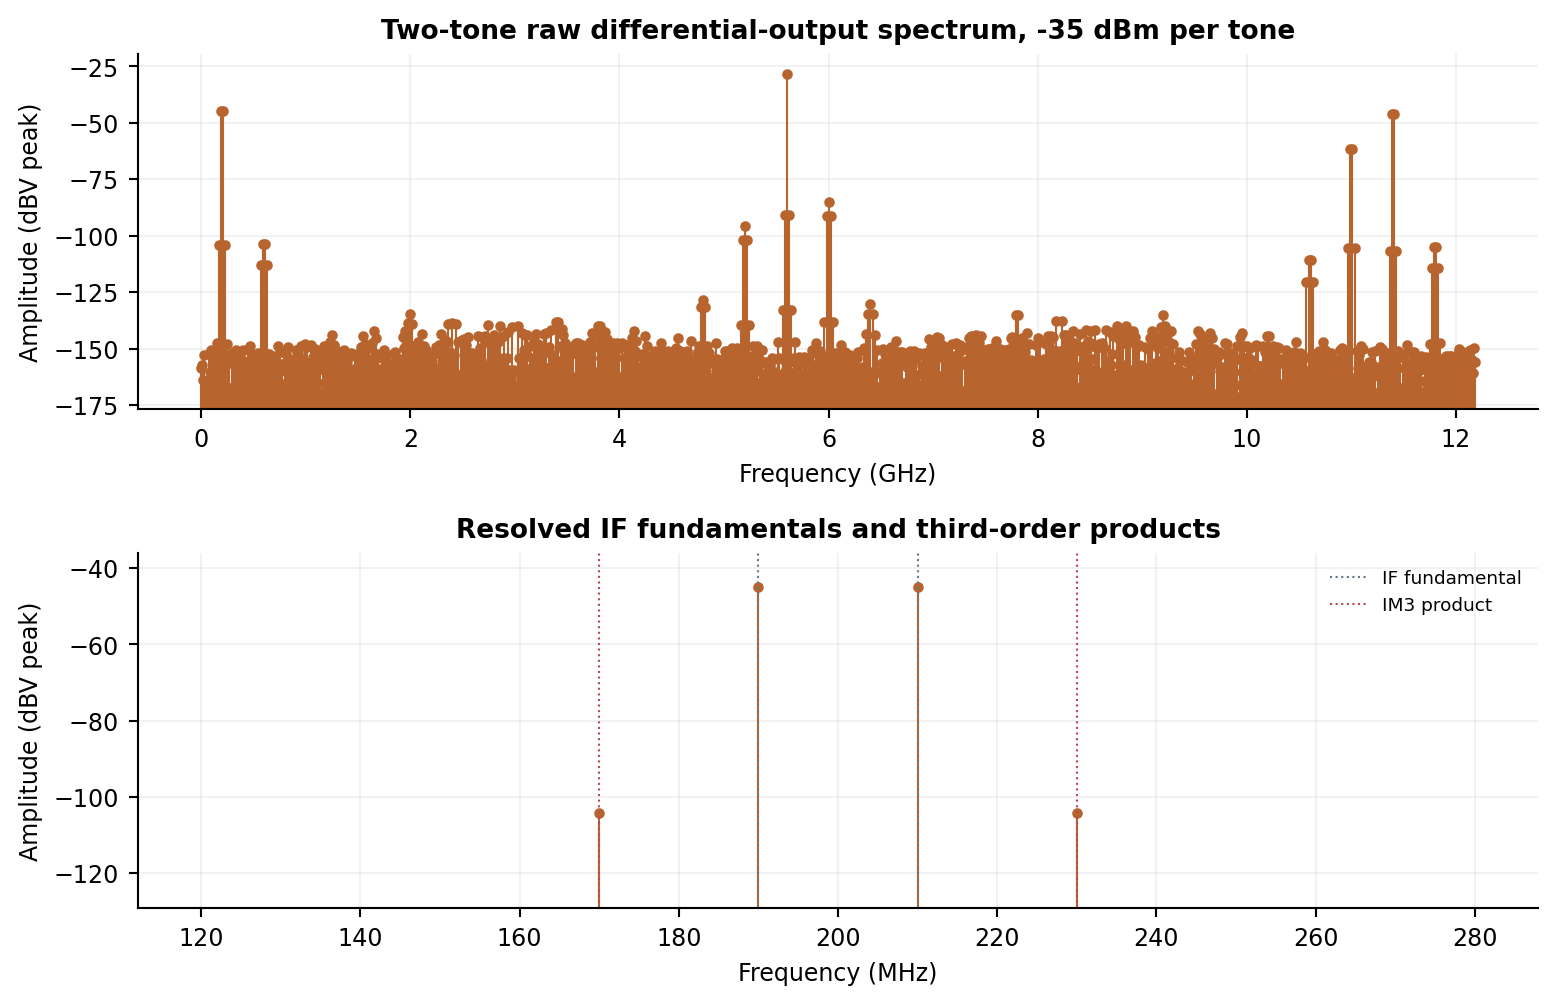 Two-tone raw differential-output spectrum, -35 dBm per tone
Amplitude (dBV peak)
−25
−50
−75
−100
−125
−150
−175
0 2 4 6 8 10 12
Frequency (GHz)
Resolved IF fundamentals and third-order products
Amplitude (dBV peak)
−40
−60
−80
−100
−120
IF fundamental
IM3 product
120 140 160 180 200 220 240 260 280
Frequency (MHz)